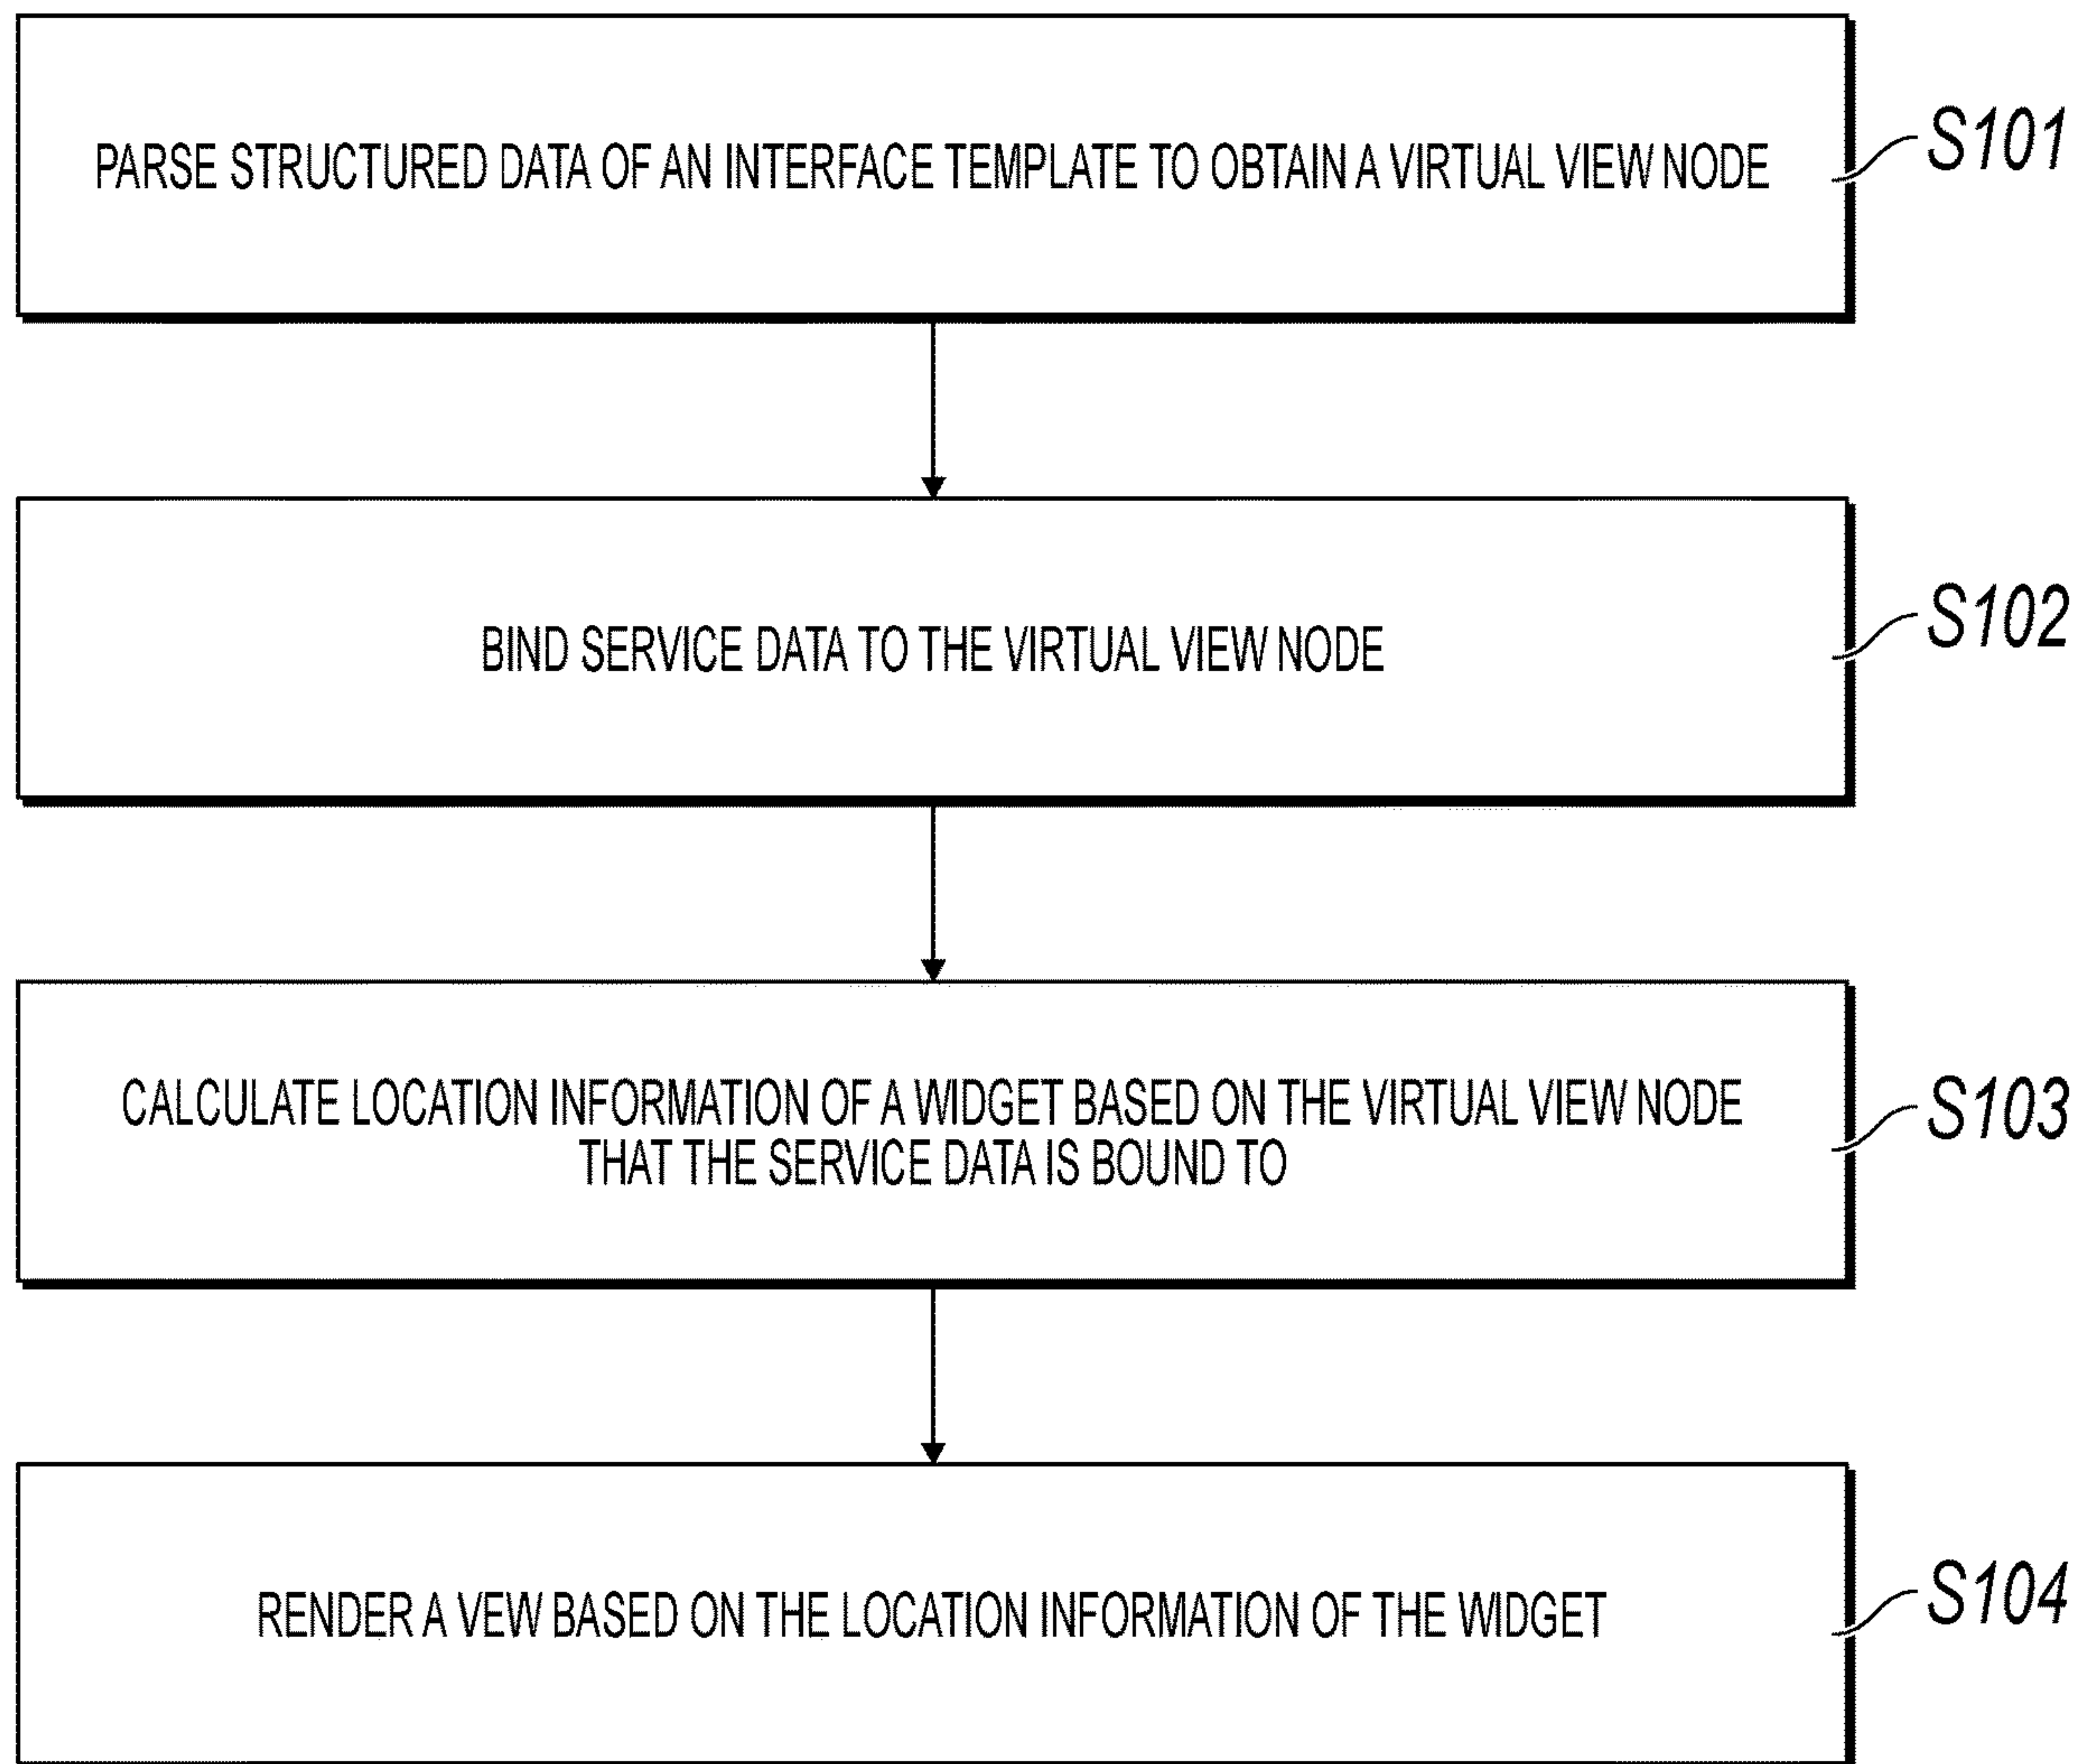 PARSE STRUCTURED DATA OF AN INTERFACE TEMPLATE TO OBTAIN A VIRTUAL VIEW NODE
S101
BIND SERVICE DATA TO THE VIRTUAL VIEW NODE
S102
CALCULATE LOCATION INFORMATION OF A WIDGET BASED ON THE VIRTUAL VIEW NODE
THAT THE SERVICE DATA IS BOUND TO
S103
RENDER A VEW BASED ON THE LOCATION INFORMATION OF THE WIDGET
S104